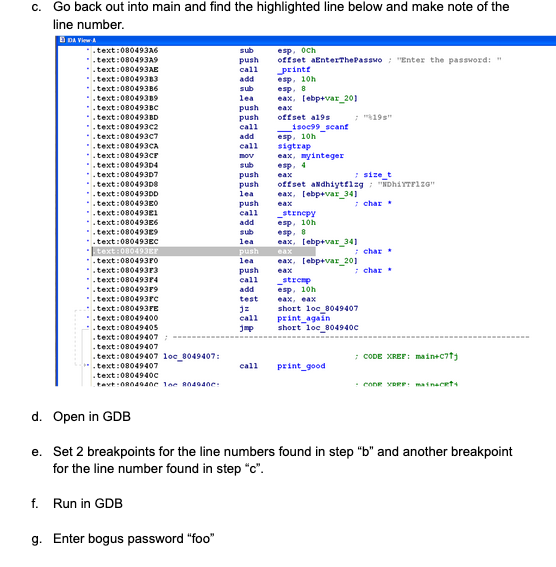 c. Go back out into main and find the highlighted line below and make note of the
line number.
IDA View-A
.text:080493A6 sub esp, 0Ch
.text:080493A9 push offset aEnterThePasswo ; "Enter the password: "
.text:080493AE call _printf
.text:080493B3 add esp, 10h
.text:080493B6 sub esp, 8
.text:080493B9 lea eax, [ebp+var_20]
.text:080493BC push eax
.text:080493BD push offset a19s ; "%19s"
.text:080493C2 call ___isoc99_scanf
.text:080493C7 add esp, 10h
.text:080493CA call sigtrap
.text:080493CF mov eax, myinteger
.text:080493D4 sub esp, 4
.text:080493D7 push eax ; size_t
.text:080493D8 push offset aNdhiytflzg ; "NDhiYTFlZG"
.text:080493DD lea eax, [ebp+var_34]
.text:080493E0 push eax ; char *
.text:080493E1 call _strncpy
.text:080493E6 add esp, 10h
.text:080493E9 sub esp, 8
.text:080493EC lea eax, [ebp+var_34]
.text:080493EF push eax ; char *
.text:080493F0 lea eax, [ebp+var_20]
.text:080493F3 push eax ; char *
.text:080493F4 call _strcmp
.text:080493F9 add esp, 10h
.text:080493FC test eax, eax
.text:080493FE jz short loc_8049407
.text:08049400 call print_again
.text:08049405 jmp short loc_804940C
.text:08049407 ; ---------------------------------------------------------------------------
.text:08049407
.text:08049407 loc_8049407: ; CODE XREF: main+C7↑j
.text:08049407 call print_good
.text:0804940C
.text:0804940C loc_804940C: ; CODE XREF: main+CE↑j
d. Open in GDB
e. Set 2 breakpoints for the line numbers found in step “b” and another breakpoint
for the line number found in step “c”.
f. Run in GDB
g. Enter bogus password “foo”